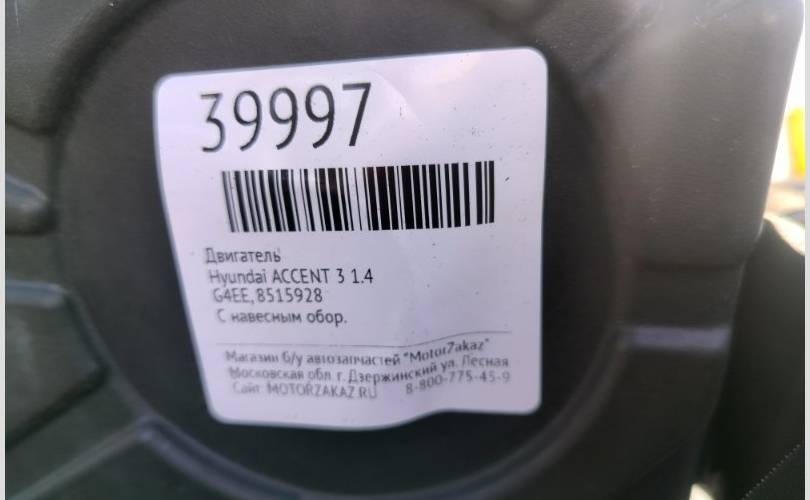 39997
Двигатель
Hyundai ACCENT 3 1.4
G4EE, 8515928
С навесным обор.
Магазин б/у автозапчастей "MotorZakaz"
Московская обл. г. Дзержинский ул. Лесная
Сайт: MOTORZAKAZ.RU 8-800-775-45-9